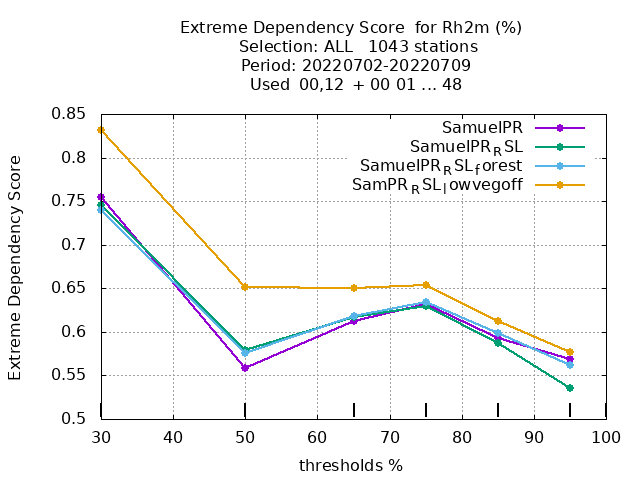 Extreme Dependency Score  for Rh2m (%)
Selection: ALL   1043 stations
Period: 20220702-20220709
Used  00,12  + 00 01 ... 48
SamuelPR
SamuelPR_RSL
SamuelPR_RSL_forest
SamPR_RSL_lowvegoff
Extreme Dependency Score
0.85
0.8
0.75
0.7
0.65
0.6
0.55
0.5
30 40 50 60 70 80 90 100
thresholds %